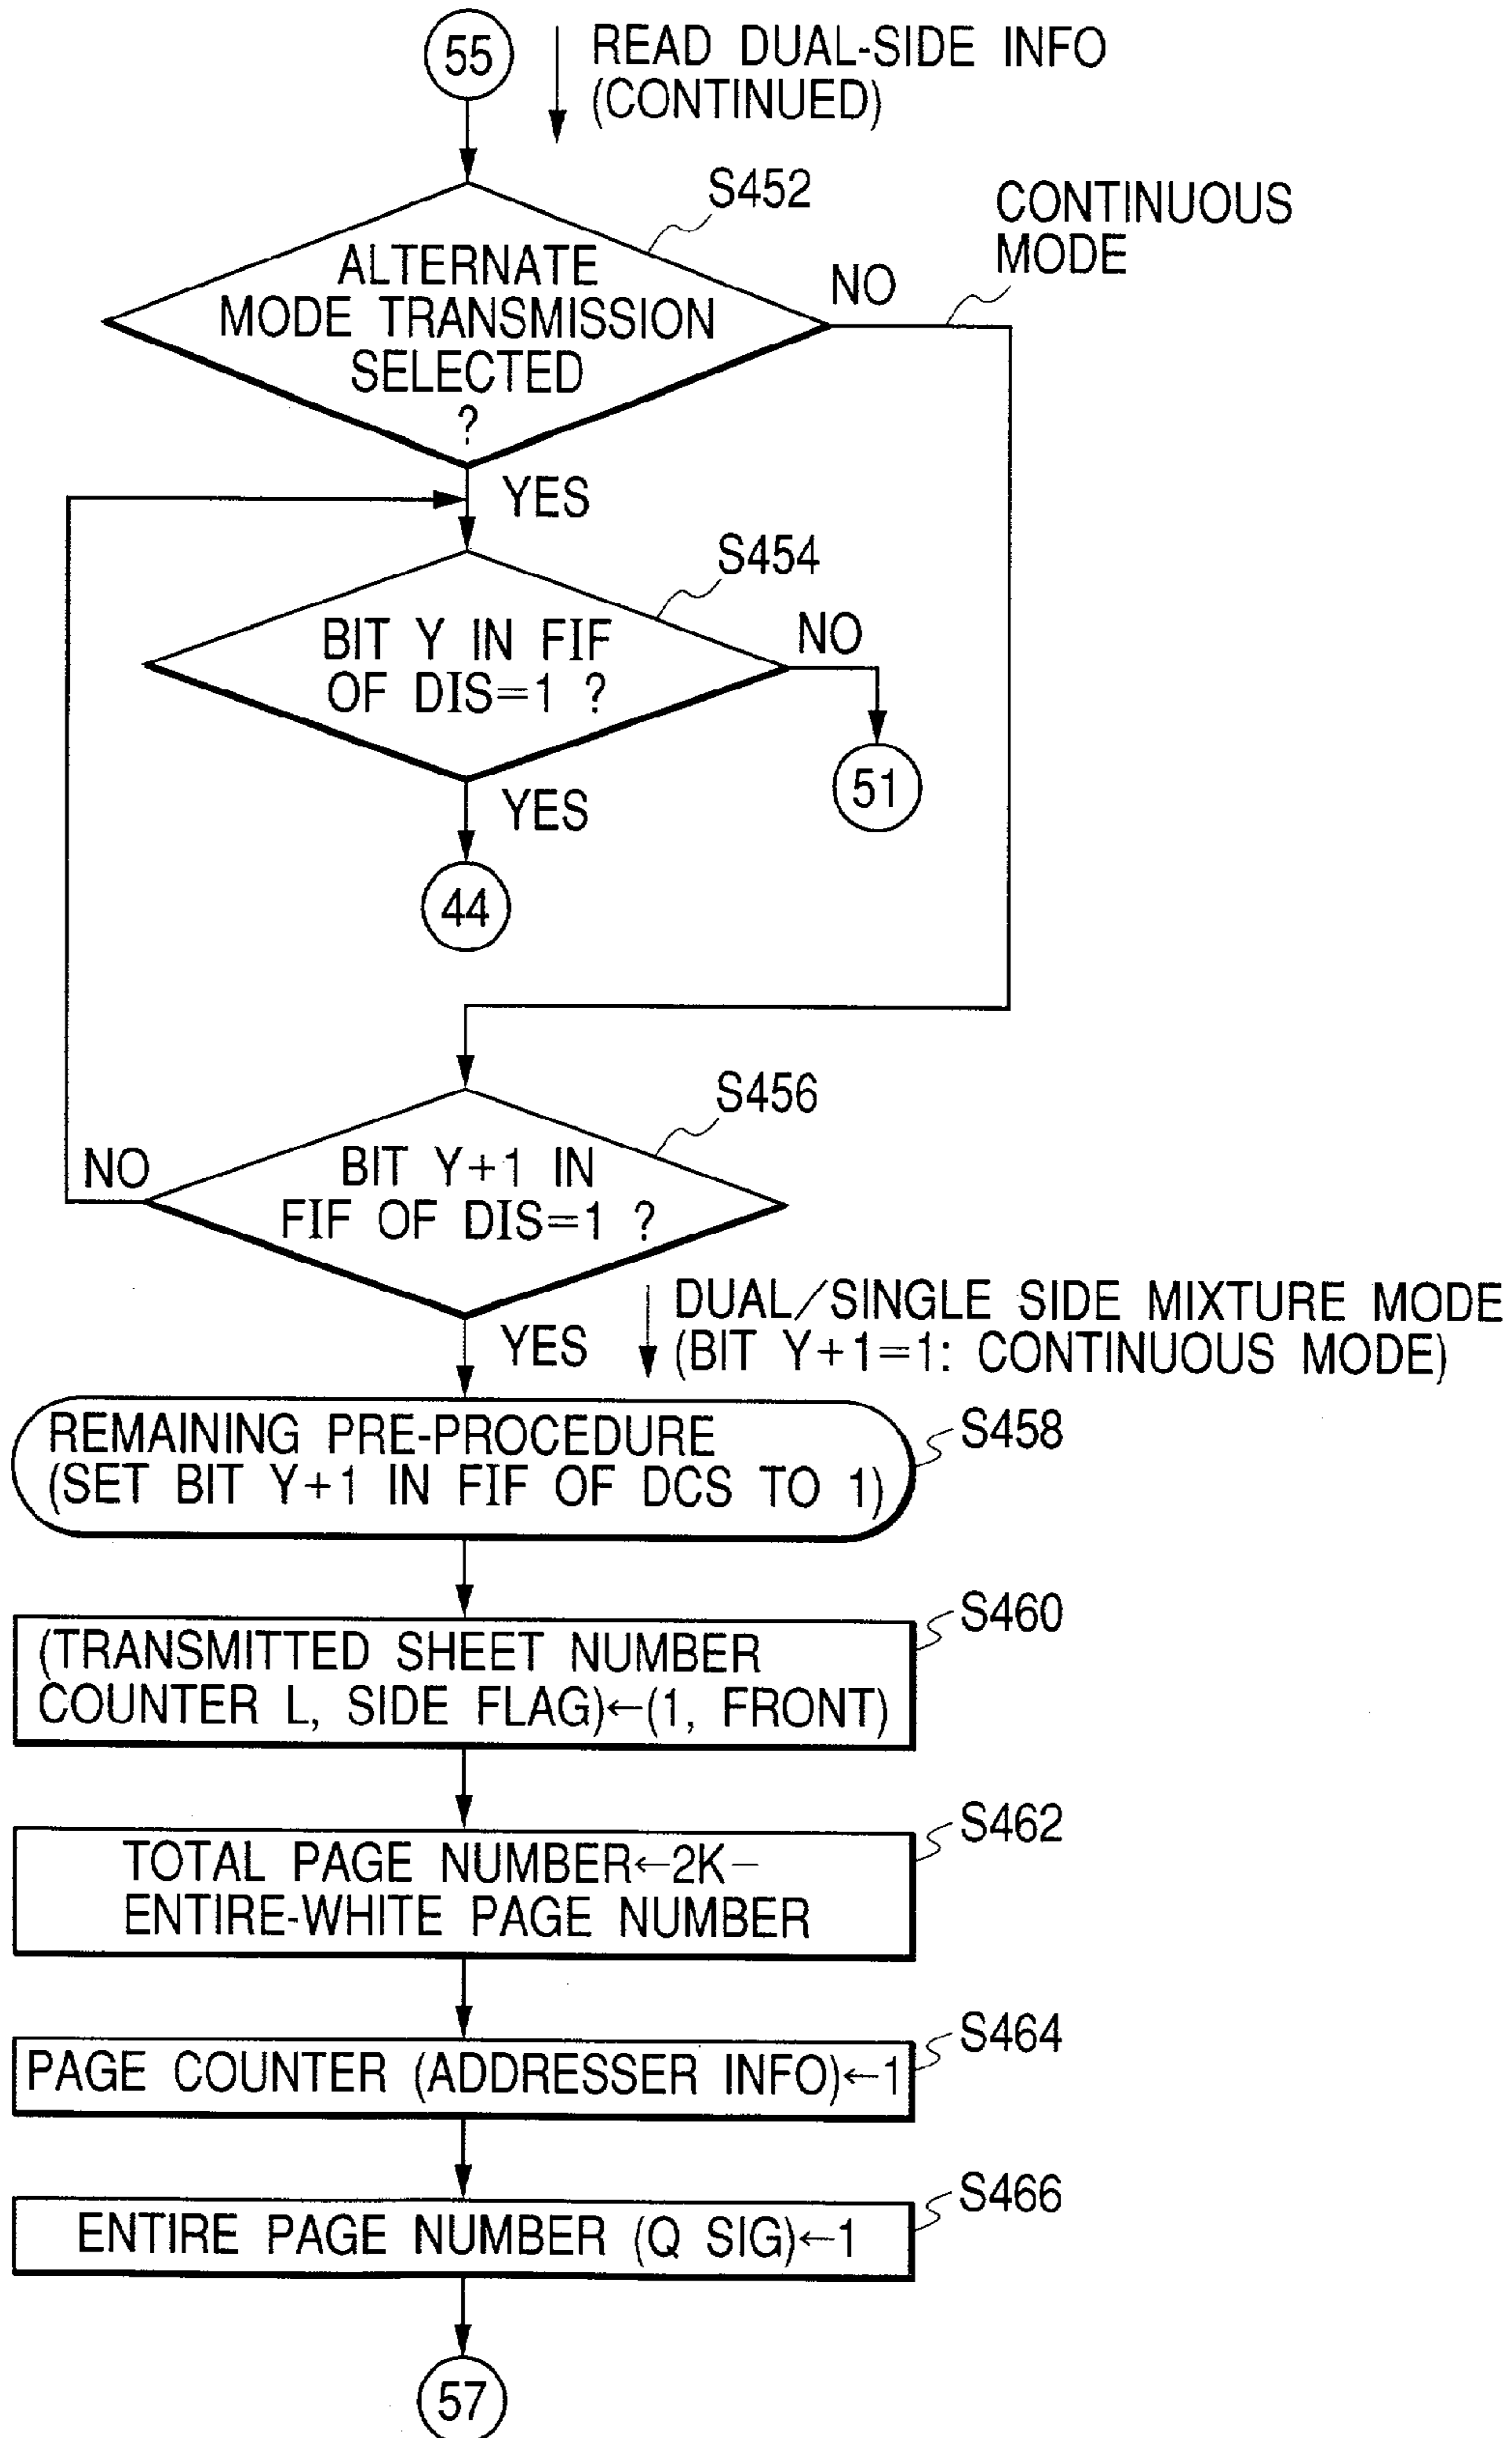 55
READ DUAL-SIDE INFO
(CONTINUED)
S452
CONTINUOUS
MODE
ALTERNATE
MODE TRANSMISSION
SELECTED
?
NO
YES
S454
BIT Y IN FIF
OF DIS=1 ?
NO
51
YES
44
S456
NO
BIT Y+1 IN
FIF OF DIS=1 ?
YES
DUAL/SINGLE SIDE MIXTURE MODE
(BIT Y+1=1: CONTINUOUS MODE)
REMAINING PRE-PROCEDURE
(SET BIT Y+1 IN FIF OF DCS TO 1)
S458
(TRANSMITTED SHEET NUMBER
COUNTER L, SIDE FLAG)←(1, FRONT)
S460
TOTAL PAGE NUMBER←2K−
ENTIRE-WHITE PAGE NUMBER
S462
PAGE COUNTER (ADDRESSER INFO)←1
S464
ENTIRE PAGE NUMBER (Q SIG)←1
S466
57